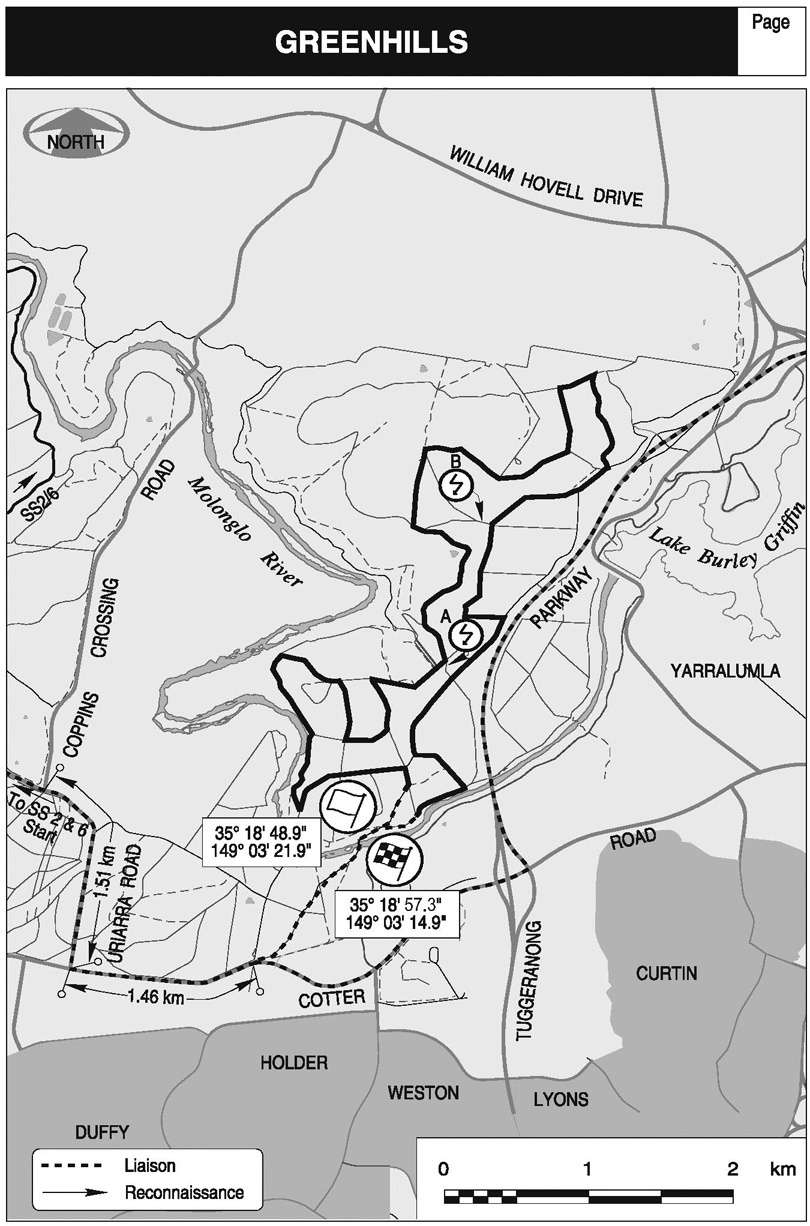 GREENHILLS
Page
NORTH
WILLIAM HOVELL DRIVE
SS2/6
ROAD
CROSSING
COPPINS
Molonglo
River
B
A
PARKWAY
Lake Burley Griffin
YARRALUMLA
To SS 2 & 6
Start
35° 18' 48.9"
149° 03' 21.9"
35° 18' 57.3"
149° 03' 14.9"
1.51 km
URIARRA ROAD
1.46 km
COTTER
ROAD
TUGGERANONG
CURTIN
HOLDER
WESTON
LYONS
DUFFY
Liaison
Reconnaissance
0 1 2 km